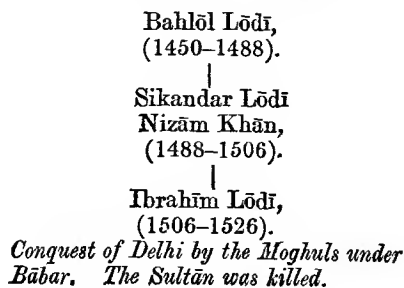 Bahlōl Lōdī,
(1450–1488).
Sikandar Lōdī
Nizām Khān,
(1488–1506).
Ibrahīm Lōdī,
(1506–1526).
Conquest of Delhi by the Moghuls under
Bābar. The Sultān was killed.